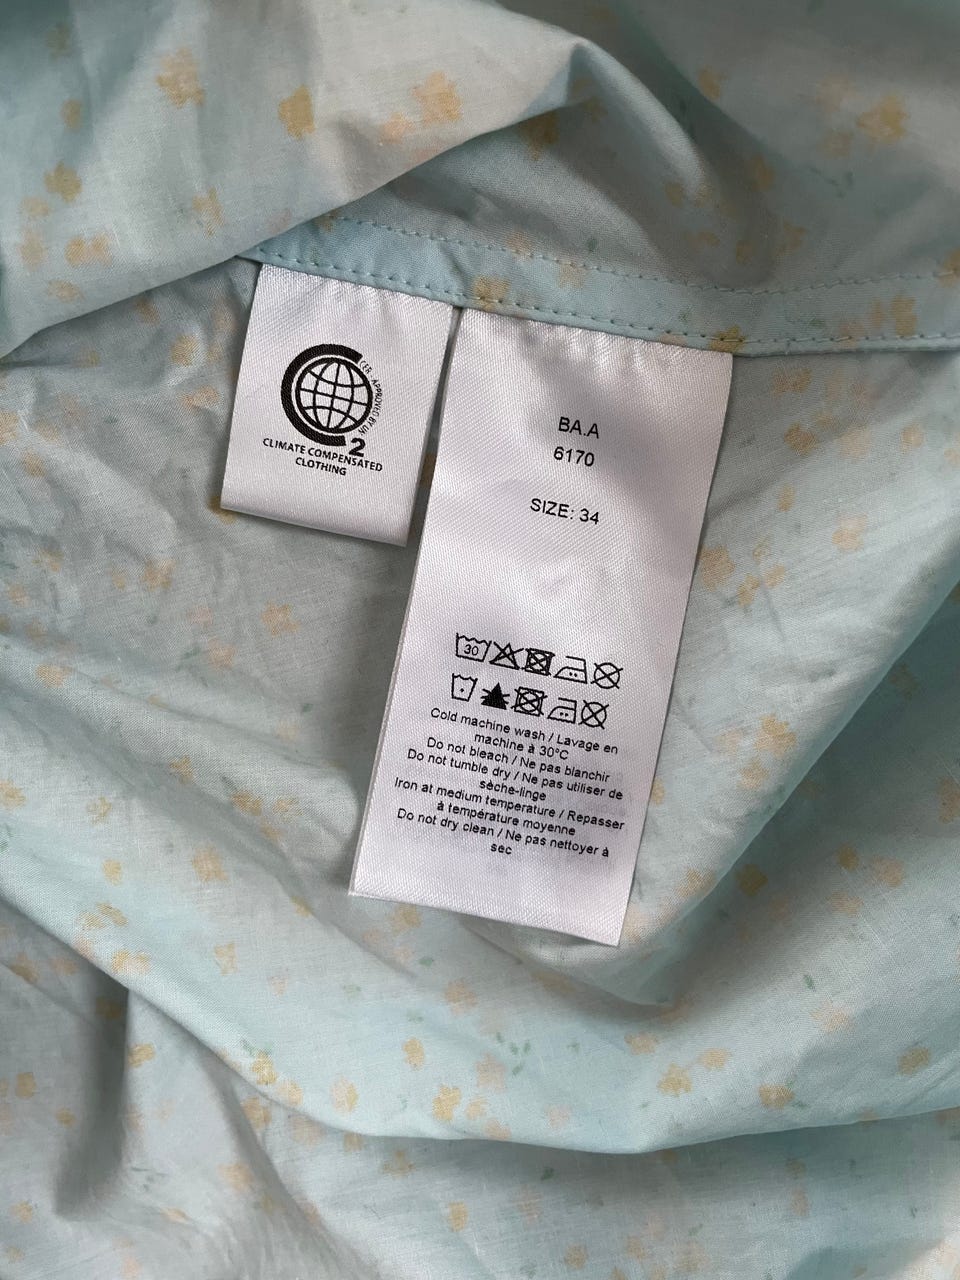 CER - APPROVED BY UN
2
CLIMATE COMPENSATED
CLOTHING
BA.A
6170
SIZE: 34
30
Cold machine wash / Lavage en
machine à 30°C
Do not bleach / Ne pas blanchir
Do not tumble dry / Ne pas utiliser de
sèche-linge
Iron at medium temperature / Repasser
à température moyenne
Do not dry clean / Ne pas nettoyer à
sec